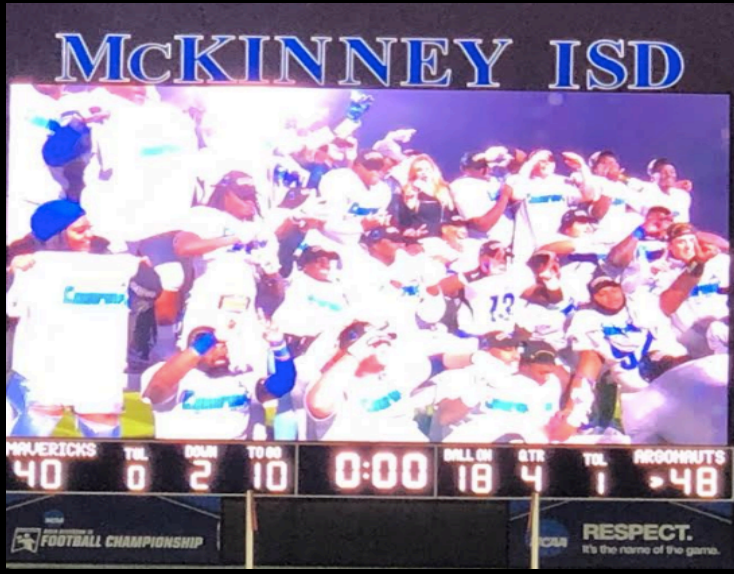 McKINNEY ISD
MAVERICKS TOL DOWN TO GO BALL ON QTR TOL ARGONAUTS
40 0 2 10 0:00 18 4 1 >48
NCAA
FOOTBALL CHAMPIONSHIP
NCAA
RESPECT.
It's the name of the game.